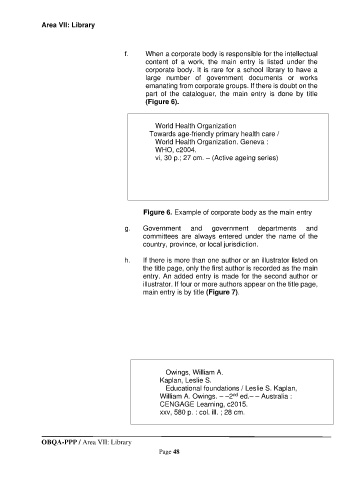 Area VII: Library
f. When a corporate body is responsible for the intellectual
content of a work, the main entry is listed under the
corporate body. It is rare for a school library to have a
large number of government documents or works
emanating from corporate groups. If there is doubt on the
part of the cataloguer, the main entry is done by title
(Figure 6).
World Health Organization
Towards age-friendly primary health care /
World Health Organization. Geneva :
WHO, c2004.
vi, 30 p.; 27 cm. – (Active ageing series)
Figure 6. Example of corporate body as the main entry
g. Government and government departments and
committees are always entered under the name of the
country, province, or local jurisdiction.
h. If there is more than one author or an illustrator listed on
the title page, only the first author is recorded as the main
entry. An added entry is made for the second author or
illustrator. If four or more authors appear on the title page,
main entry is by title (Figure 7).
Owings, William A.
Kaplan, Leslie S.
Educational foundations / Leslie S. Kaplan,
William A. Owings. – –2nd ed.– – Australia :
CENGAGE Learning, c2015.
xxv, 580 p. : col. ill. ; 28 cm.
OBQA-PPP / Area VII: Library
Page 48